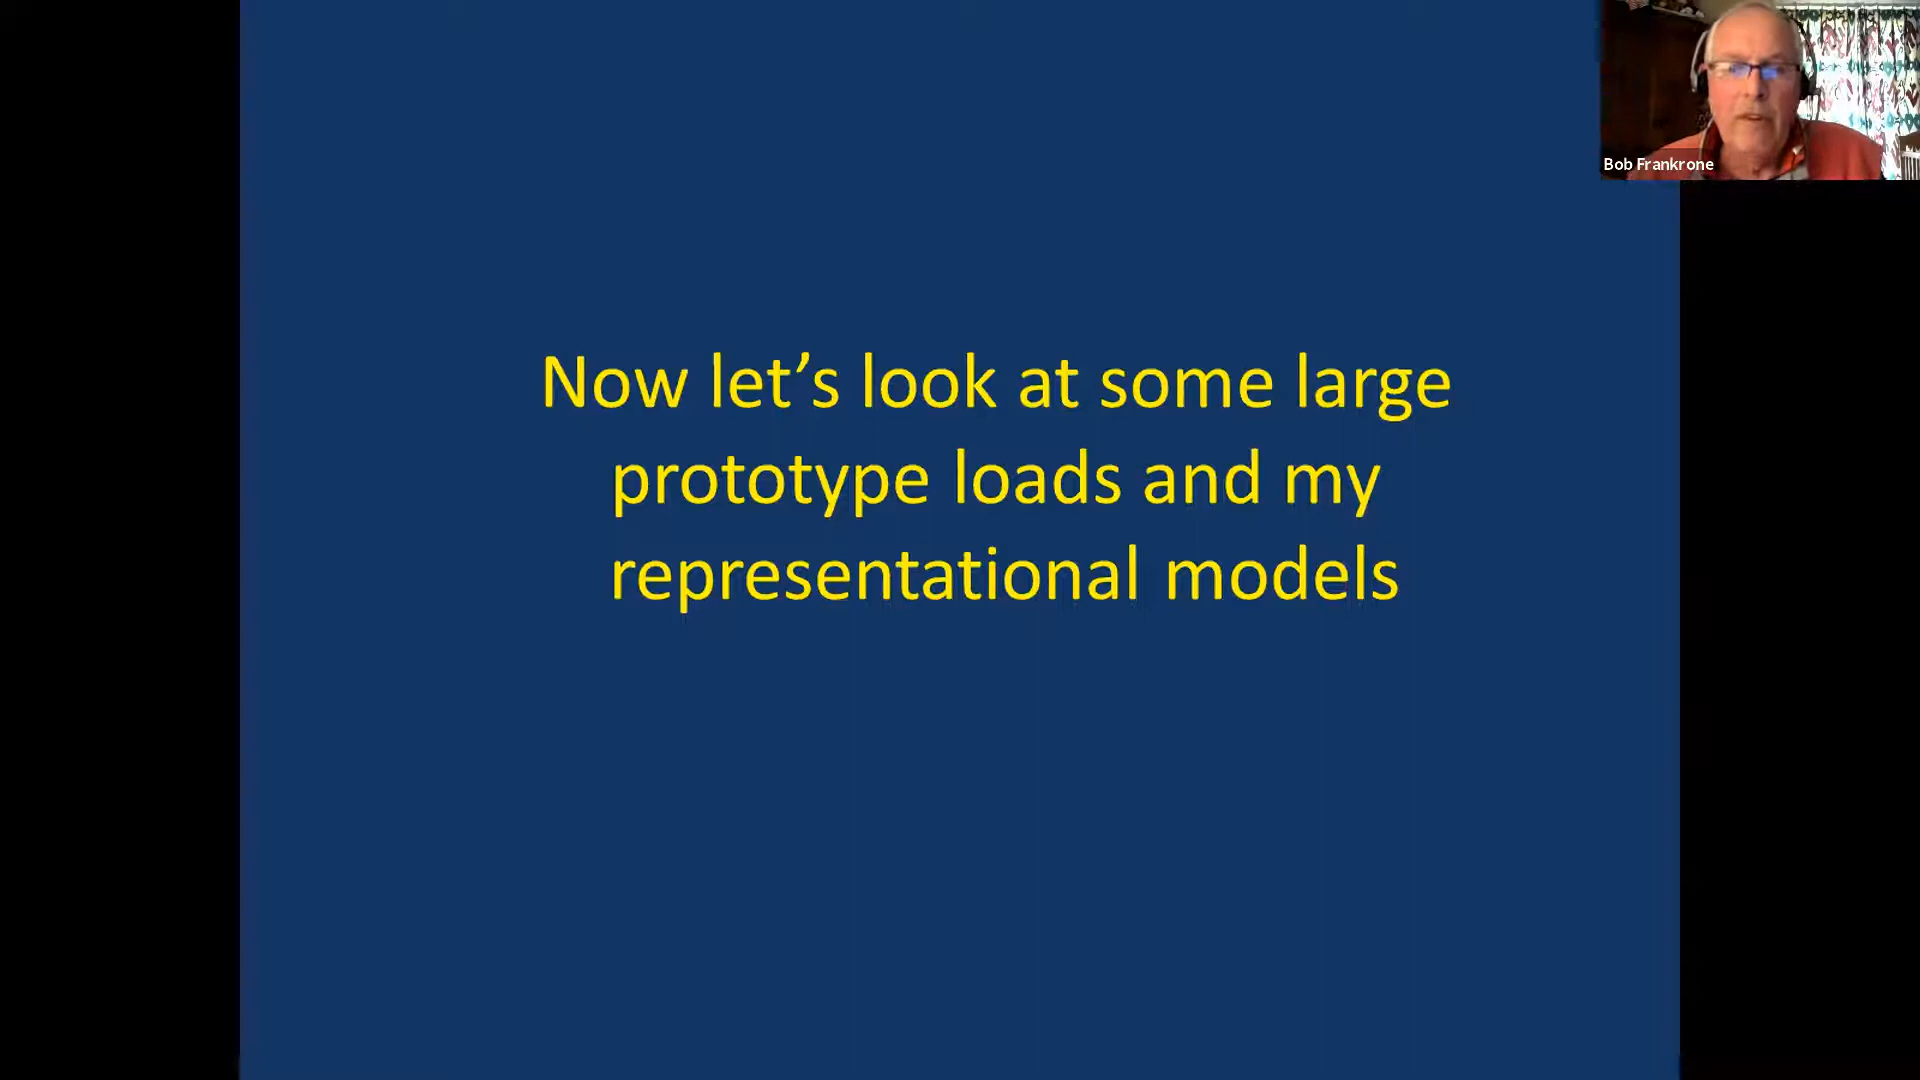 Bob Frankrone
Now let’s look at some large
prototype loads and my
representational models